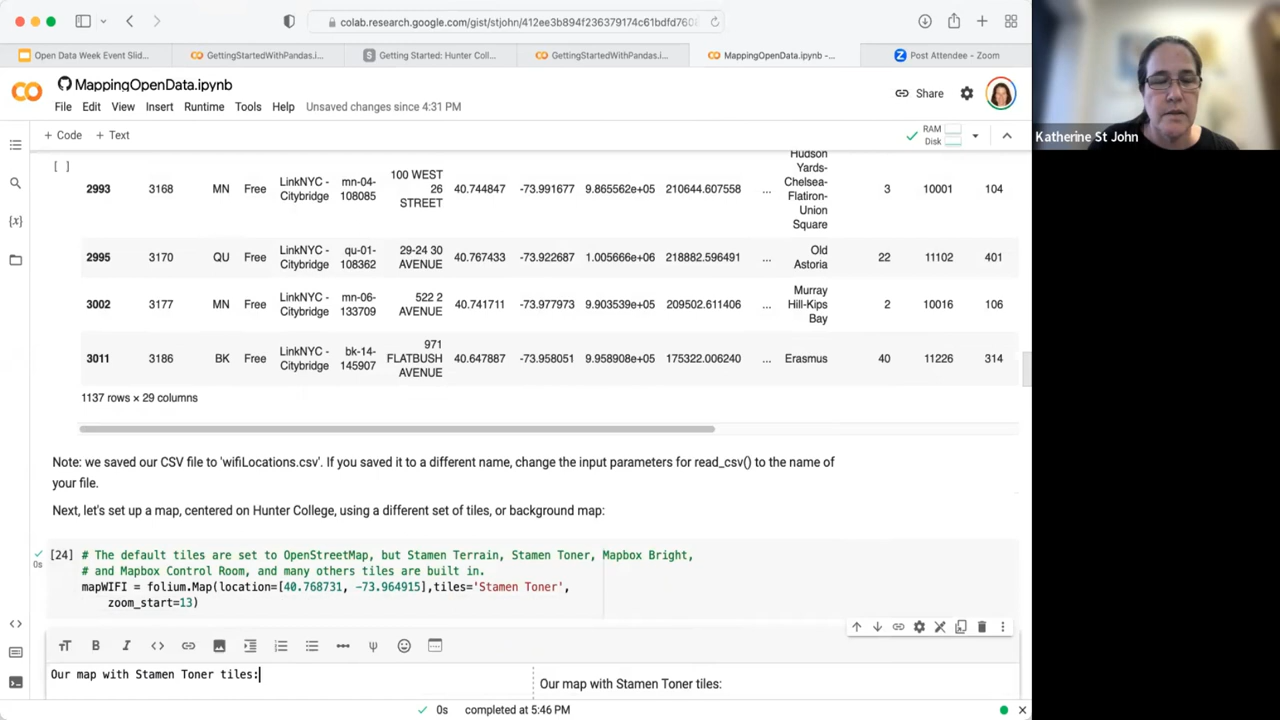 colab.research.google.com/gist/stjohn/412ee3b894f236379174c61bdfd760
Open Data Week Event Slid...
GettingStartedWithPandas.i...
Getting Started: Hunter Coll...
GettingStartedWithPandas.i...
MappingOpenData.ipynb -...
Post Attendee - Zoom
MappingOpenData.ipynb
File Edit View Insert Runtime Tools Help Unsaved changes since 4:31 PM
Share
+ Code + Text
RAM
Disk
Katherine St John
[ ]
2993 3168 MN Free LinkNYC - Citybridge mn-04-108085 100 WEST 26 STREET 40.744847 -73.991677 9.865562e+05 210644.607558 ... Hudson Yards-Chelsea-Flatiron-Union Square 3 10001 104
2995 3170 QU Free LinkNYC - Citybridge qu-01-108362 29-24 30 AVENUE 40.767433 -73.922687 1.005666e+06 218882.596491 ... Old Astoria 22 11102 401
3002 3177 MN Free LinkNYC - Citybridge mn-06-133709 522 2 AVENUE 40.741711 -73.977973 9.903539e+05 209502.611406 ... Murray Hill-Kips Bay 2 10016 106
3011 3186 BK Free LinkNYC - Citybridge bk-14-145907 971 FLATBUSH AVENUE 40.647887 -73.958051 9.958908e+05 175322.006240 ... Erasmus 40 11226 314
1137 rows × 29 columns
Note: we saved our CSV file to 'wifiLocations.csv'. If you saved it to a different name, change the input parameters for read_csv() to the name of
your file.
Next, let's set up a map, centered on Hunter College, using a different set of tiles, or background map:
[24] # The default tiles are set to OpenStreetMap, but Stamen Terrain, Stamen Toner, Mapbox Bright,
0s # and Mapbox Control Room, and many others tiles are built in.
mapWIFI = folium.Map(location=[40.768731, -73.964915],tiles='Stamen Toner',
zoom_start=13)
Our map with Stamen Toner tiles:
Our map with Stamen Toner tiles:
0s completed at 5:46 PM